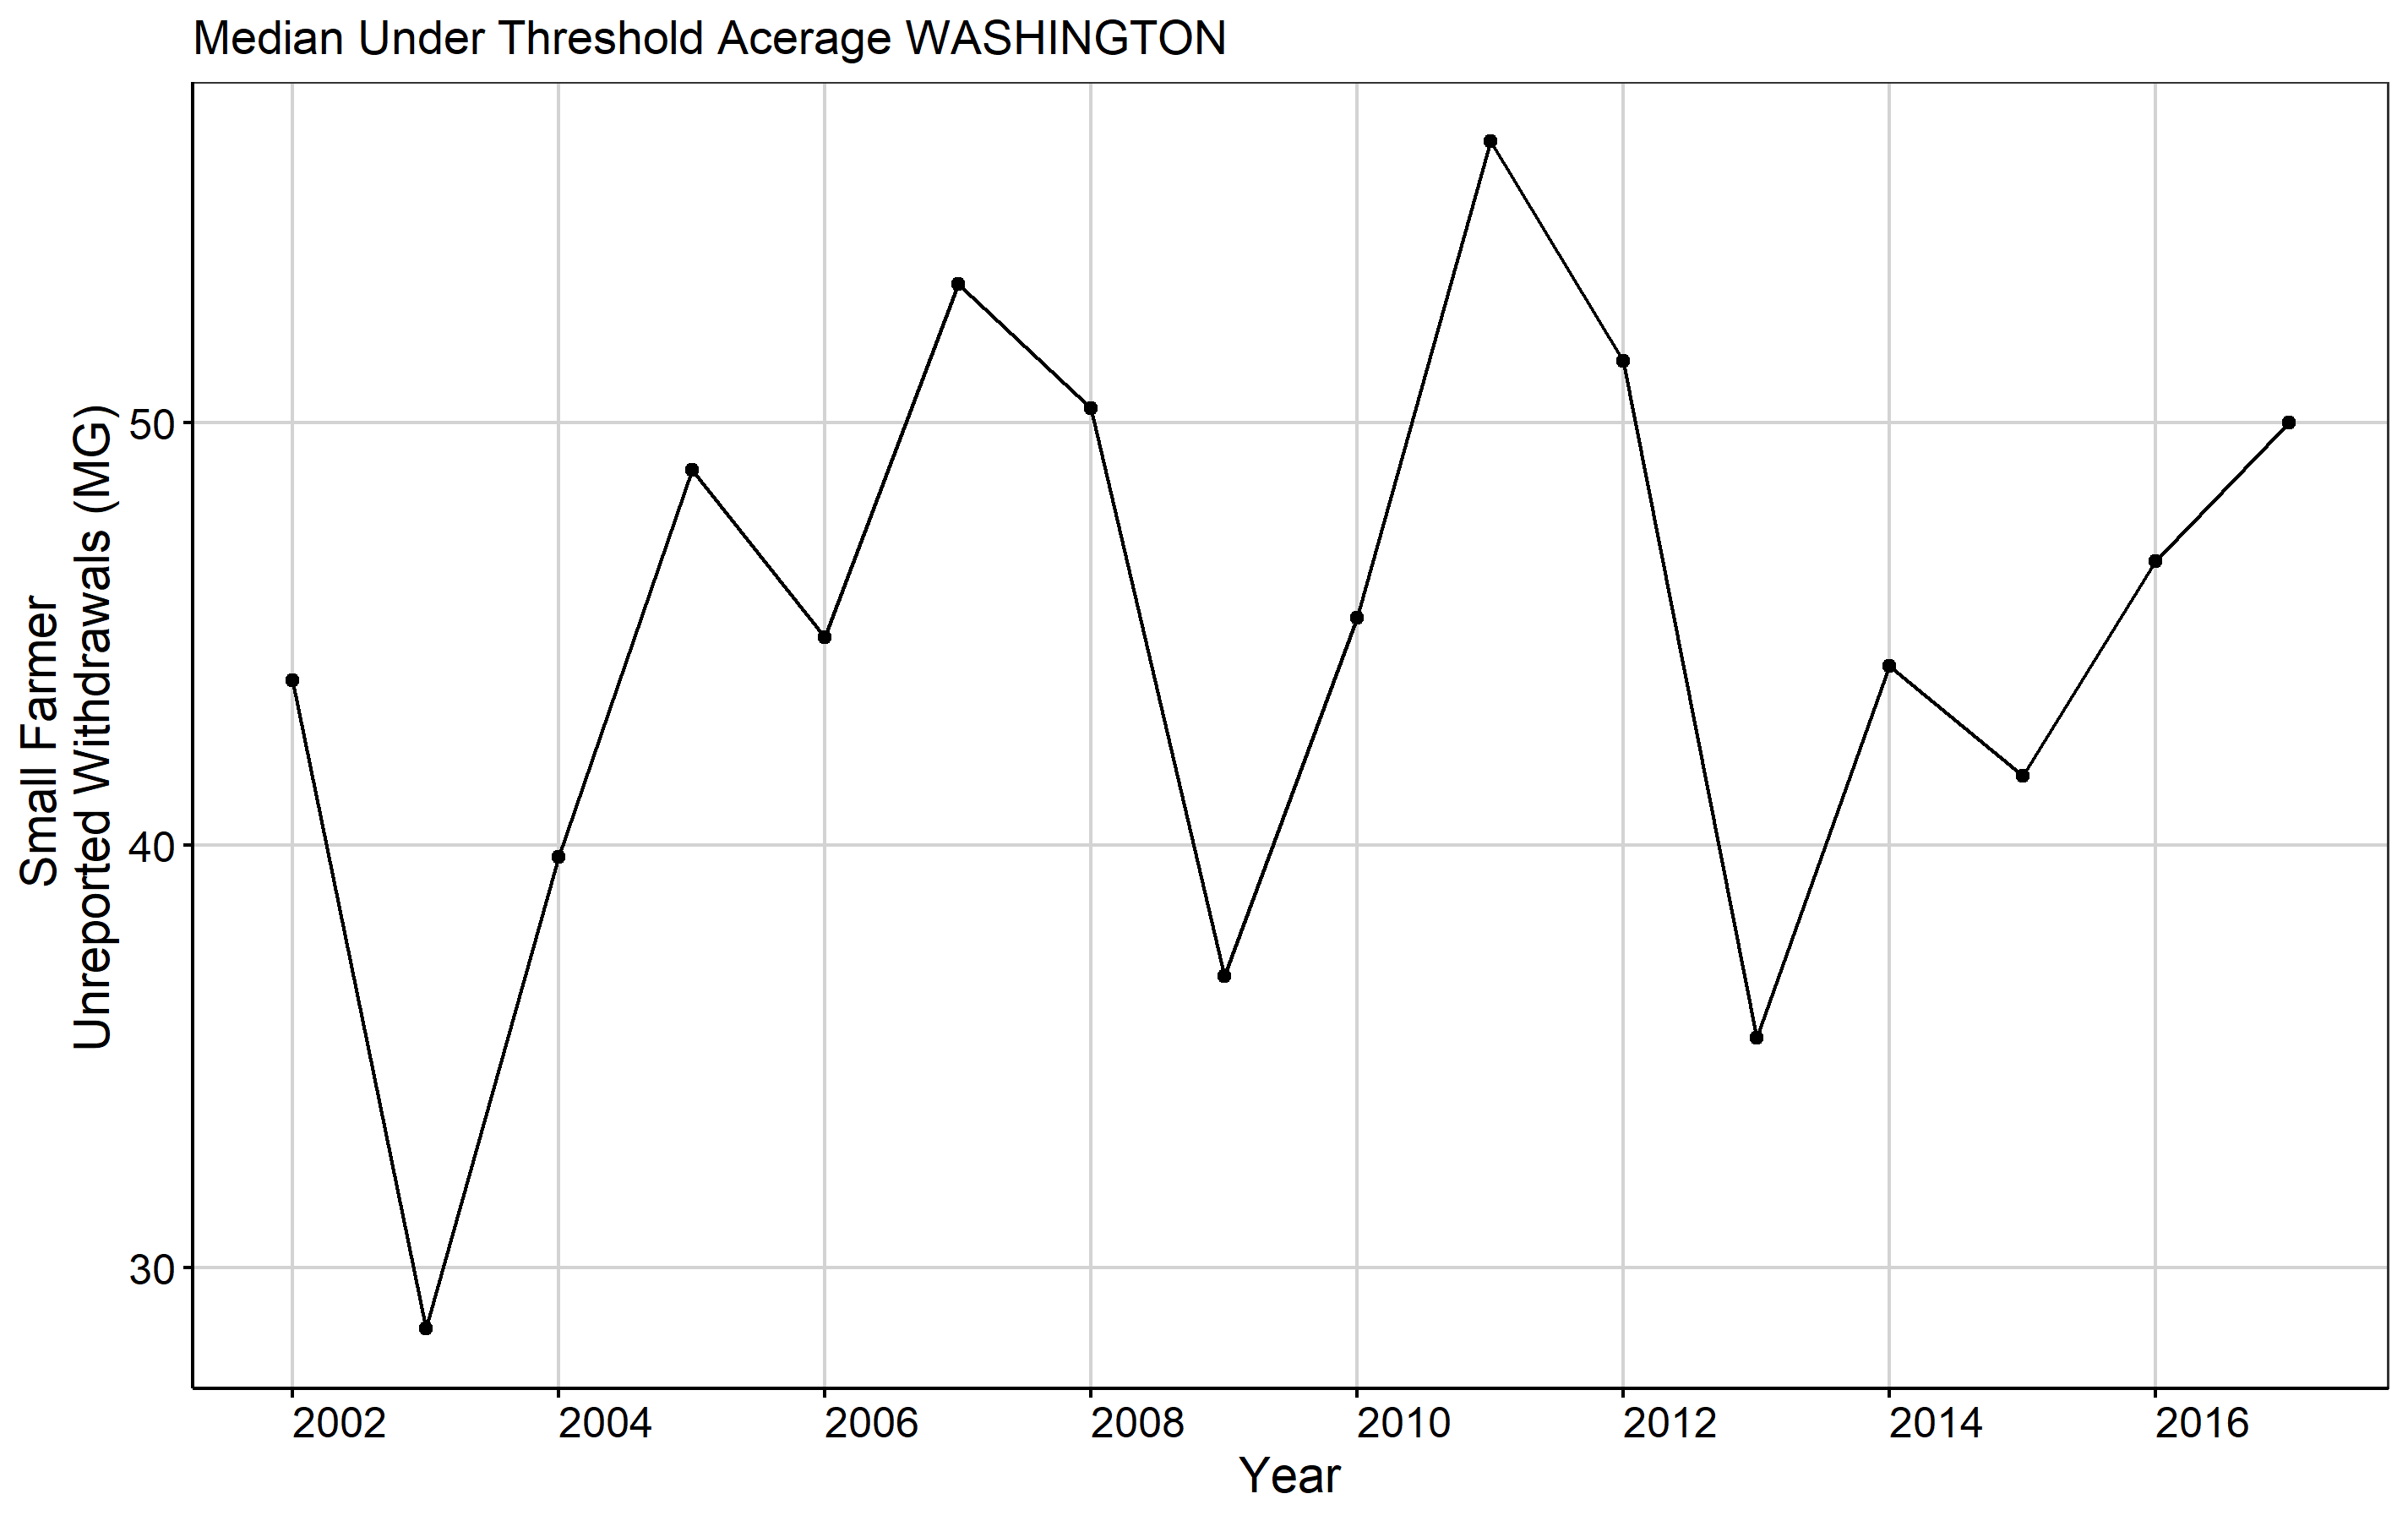 Median Under Threshold Acerage WASHINGTON
Small Farmer
Unreported Withdrawals (MG)
50
40
30
2002 2004 2006 2008 2010 2012 2014 2016
Year